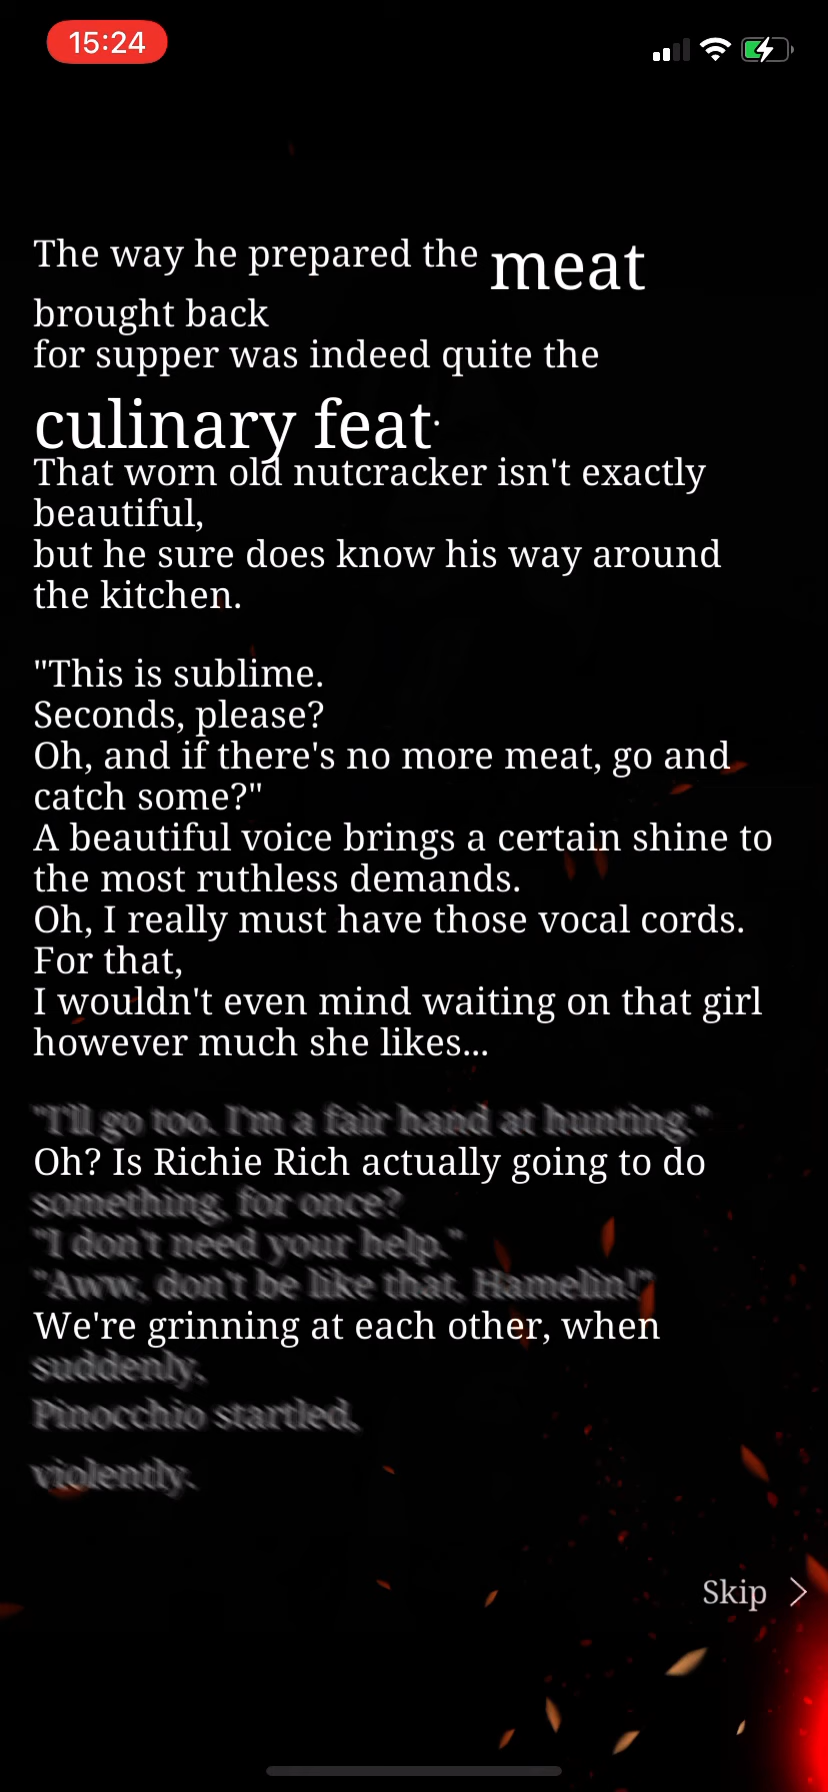 15:24
The way he prepared the meat
brought back
for supper was indeed quite the
culinary feat.
That worn old nutcracker isn't exactly
beautiful,
but he sure does know his way around
the kitchen.
"This is sublime.
Seconds, please?
Oh, and if there's no more meat, go and
catch some?"
A beautiful voice brings a certain shine to
the most ruthless demands.
Oh, I really must have those vocal cords.
For that,
I wouldn't even mind waiting on that girl
however much she likes...
"I'll go too. I'm a fair hand at hunting."
Oh? Is Richie Rich actually going to do
something, for once?
"I don't need your help."
"Aww, don't be like that, Hamelin!"
We're grinning at each other, when
suddenly,
Pinocchio startled,
violently.
Skip >